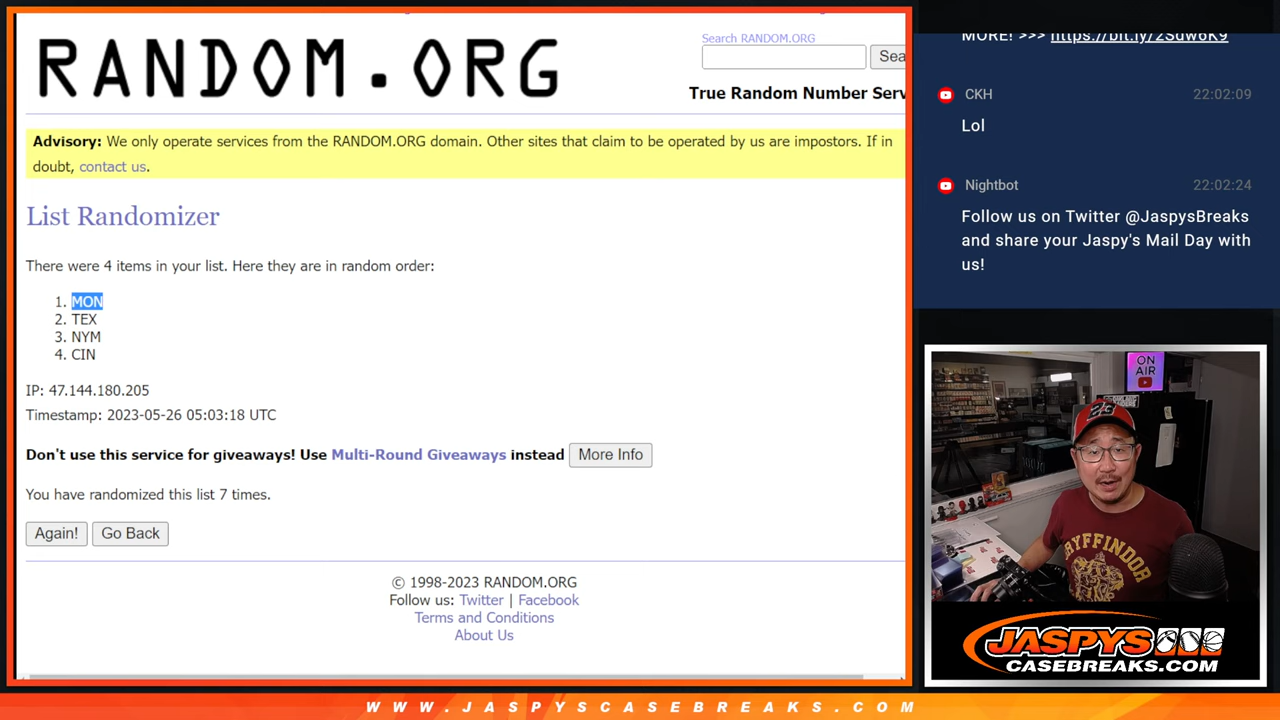 RANDOM.ORG
Search RANDOM.ORG
Sea
True Random Number Serv
Advisory: We only operate services from the RANDOM.ORG domain. Other sites that claim to be operated by us are impostors. If in
doubt, contact us.
List Randomizer
There were 4 items in your list. Here they are in random order:
1. MON
2. TEX
3. NYM
4. CIN
IP: 47.144.180.205
Timestamp: 2023-05-26 05:03:18 UTC
Don't use this service for giveaways! Use Multi-Round Giveaways instead More Info
You have randomized this list 7 times.
Again! Go Back
© 1998-2023 RANDOM.ORG
Follow us: Twitter | Facebook
Terms and Conditions
About Us
MORE! >>> https://bit.ly/2Sdw6K9
CKH 22:02:09
Lol
Nightbot 22:02:24
Follow us on Twitter @JaspysBreaks
and share your Jaspy's Mail Day with
us!
ON
AIR
23
GRYFFINDOR
JASPYS
CASEBREAKS.COM
WWW.JASPYSCASEBREAKS.COM